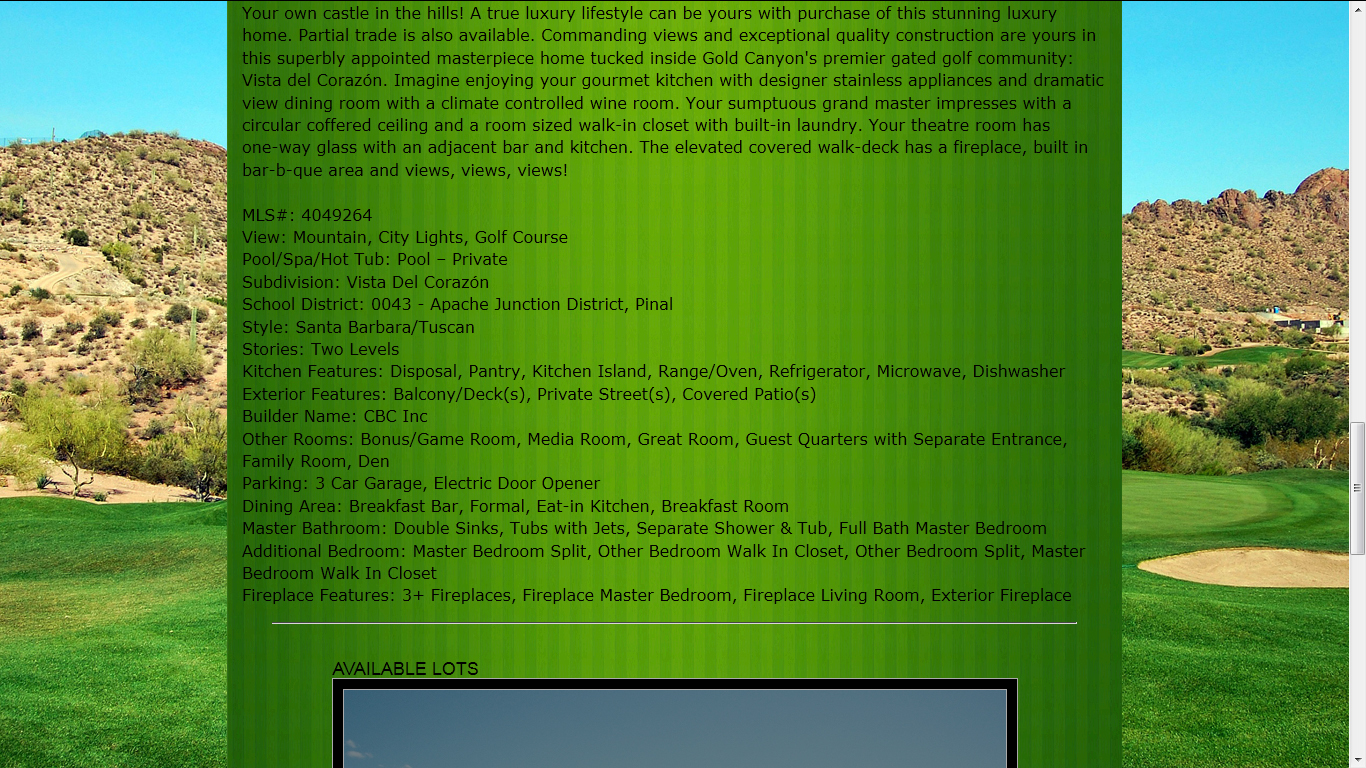 Your own castle in the hills! A true luxury lifestyle can be yours with purchase of this stunning luxury
home. Partial trade is also available. Commanding views and exceptional quality construction are yours in
this superbly appointed masterpiece home tucked inside Gold Canyon's premier gated golf community:
Vista del Corazón. Imagine enjoying your gourmet kitchen with designer stainless appliances and dramatic
view dining room with a climate controlled wine room. Your sumptuous grand master impresses with a
circular coffered ceiling and a room sized walk-in closet with built-in laundry. Your theatre room has
one-way glass with an adjacent bar and kitchen. The elevated covered walk-deck has a fireplace, built in
bar-b-que area and views, views, views!
MLS#: 4049264
View: Mountain, City Lights, Golf Course
Pool/Spa/Hot Tub: Pool – Private
Subdivision: Vista Del Corazón
School District: 0043 - Apache Junction District, Pinal
Style: Santa Barbara/Tuscan
Stories: Two Levels
Kitchen Features: Disposal, Pantry, Kitchen Island, Range/Oven, Refrigerator, Microwave, Dishwasher
Exterior Features: Balcony/Deck(s), Private Street(s), Covered Patio(s)
Builder Name: CBC Inc
Other Rooms: Bonus/Game Room, Media Room, Great Room, Guest Quarters with Separate Entrance,
Family Room, Den
Parking: 3 Car Garage, Electric Door Opener
Dining Area: Breakfast Bar, Formal, Eat-in Kitchen, Breakfast Room
Master Bathroom: Double Sinks, Tubs with Jets, Separate Shower & Tub, Full Bath Master Bedroom
Additional Bedroom: Master Bedroom Split, Other Bedroom Walk In Closet, Other Bedroom Split, Master
Bedroom Walk In Closet
Fireplace Features: 3+ Fireplaces, Fireplace Master Bedroom, Fireplace Living Room, Exterior Fireplace
AVAILABLE LOTS